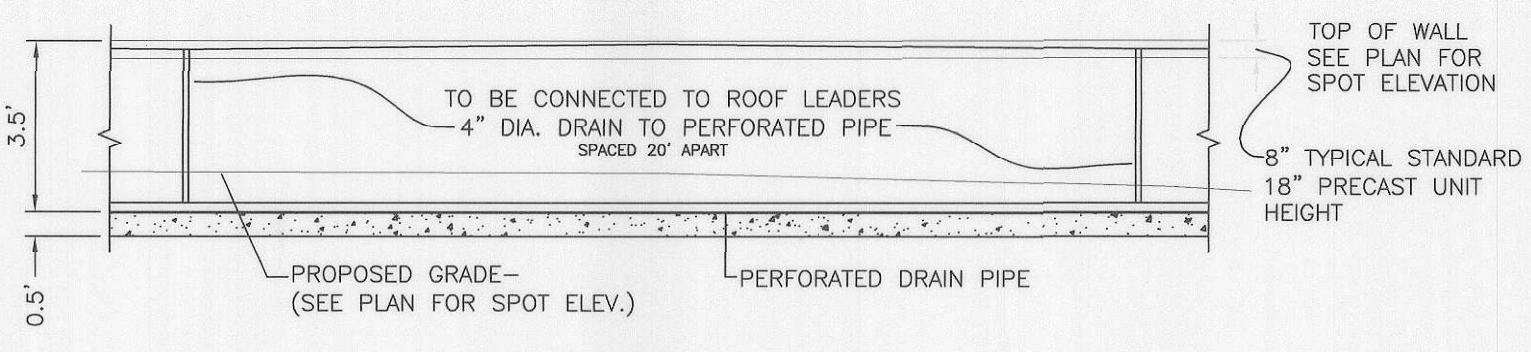 TOP OF WALL
SEE PLAN FOR
SPOT ELEVATION
3.5'
TO BE CONNECTED TO ROOF LEADERS
4" DIA. DRAIN TO PERFORATED PIPE
SPACED 20' APART
8" TYPICAL STANDARD
18" PRECAST UNIT
HEIGHT
PROPOSED GRADE–
(SEE PLAN FOR SPOT ELEV.)
PERFORATED DRAIN PIPE
0.5'